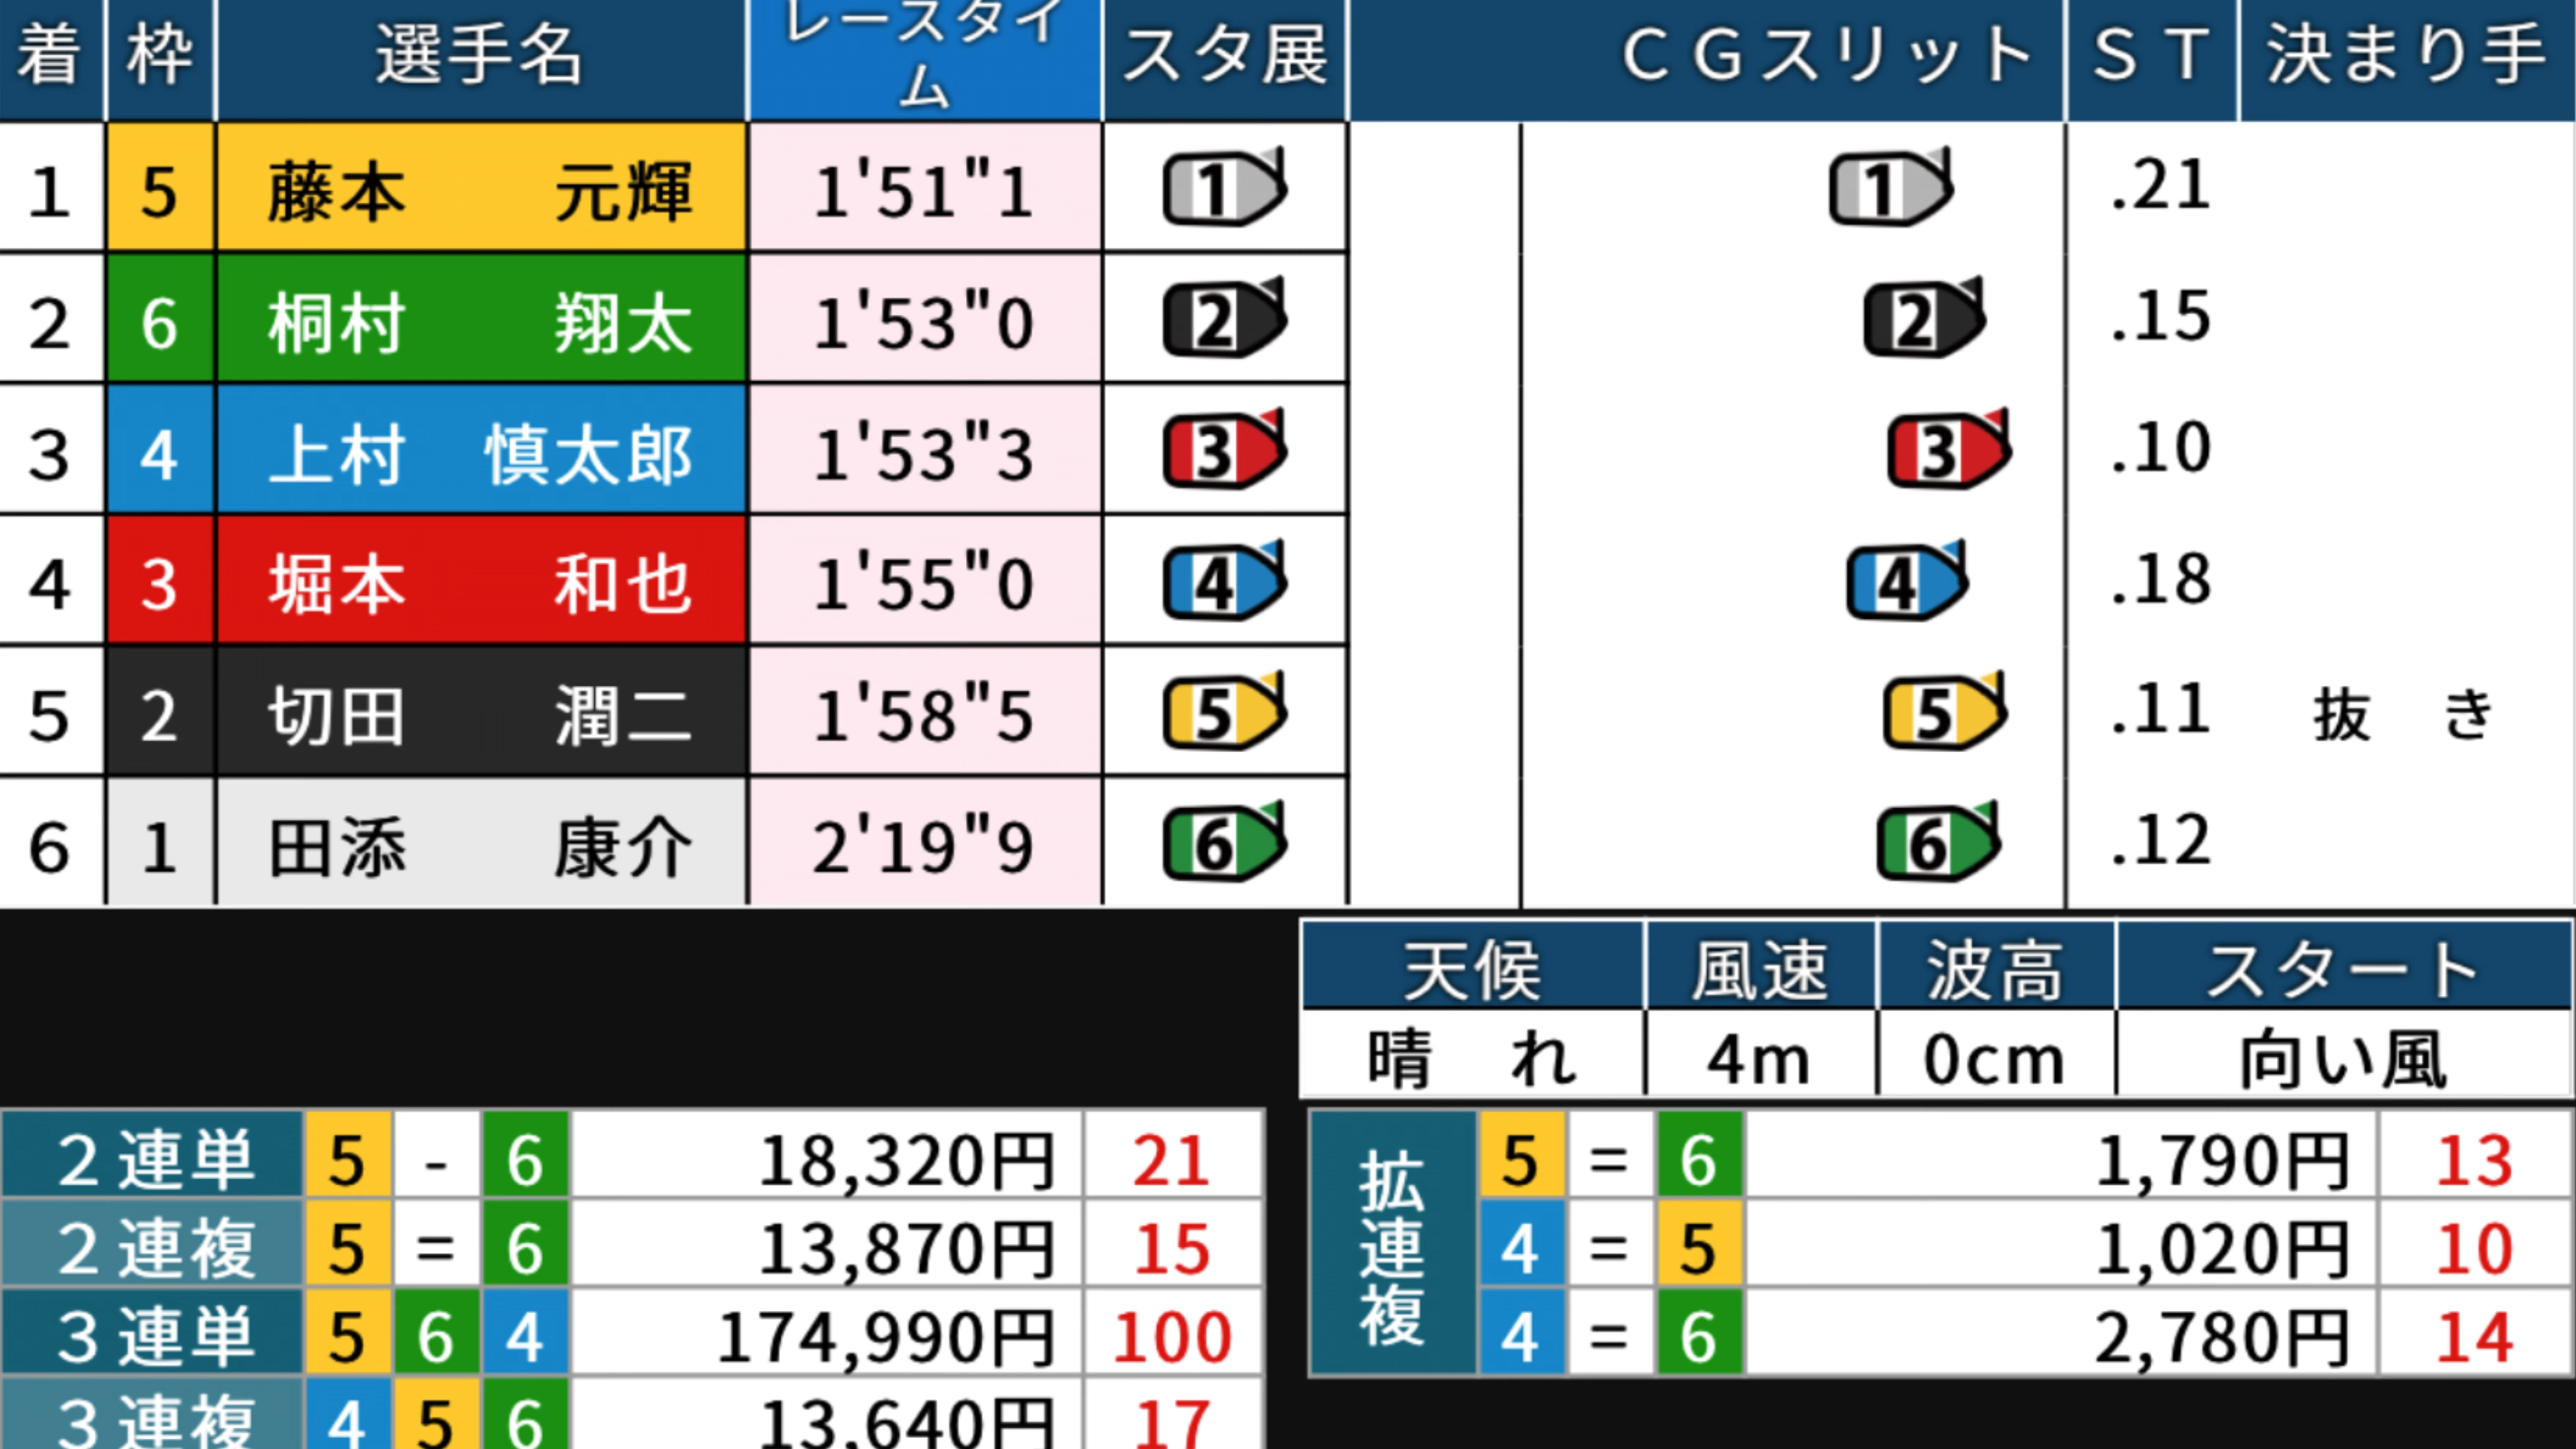 着 枠 選手名 レースタイム スタ展 ＣＧスリット ＳＴ 決まり手
1 5 藤本 元輝 1'51"1 1 1 .21
2 6 桐村 翔太 1'53"0 2 2 .15
3 4 上村 慎太郎 1'53"3 3 3 .10
4 3 堀本 和也 1'55"0 4 4 .18
5 2 切田 潤二 1'58"5 5 5 .11 抜 き
6 1 田添 康介 2'19"9 6 6 .12
天候 風速 波高 スタート
晴 れ 4m 0cm 向い風
２連単 5 - 6 18,320円 21
２連複 5 = 6 13,870円 15
３連単 5 6 4 174,990円 100
３連複 4 5 6 13,640円 17
拡連複
5 = 6 1,790円 13
4 = 5 1,020円 10
4 = 6 2,780円 14